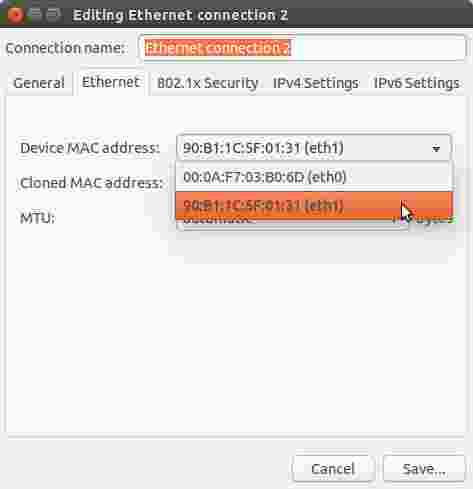 Editing Ethernet connection 2
Connection name: Ethernet connection 2
General Ethernet 802.1x Security IPv4 Settings IPv6 Settings
Device MAC address: 90:B1:1C:5F:01:31 (eth1)
00:0A:F7:03:B0:6D (eth0)
Cloned MAC address:
90:B1:1C:5F:01:31 (eth1)
MTU: automatic bytes
Cancel Save...